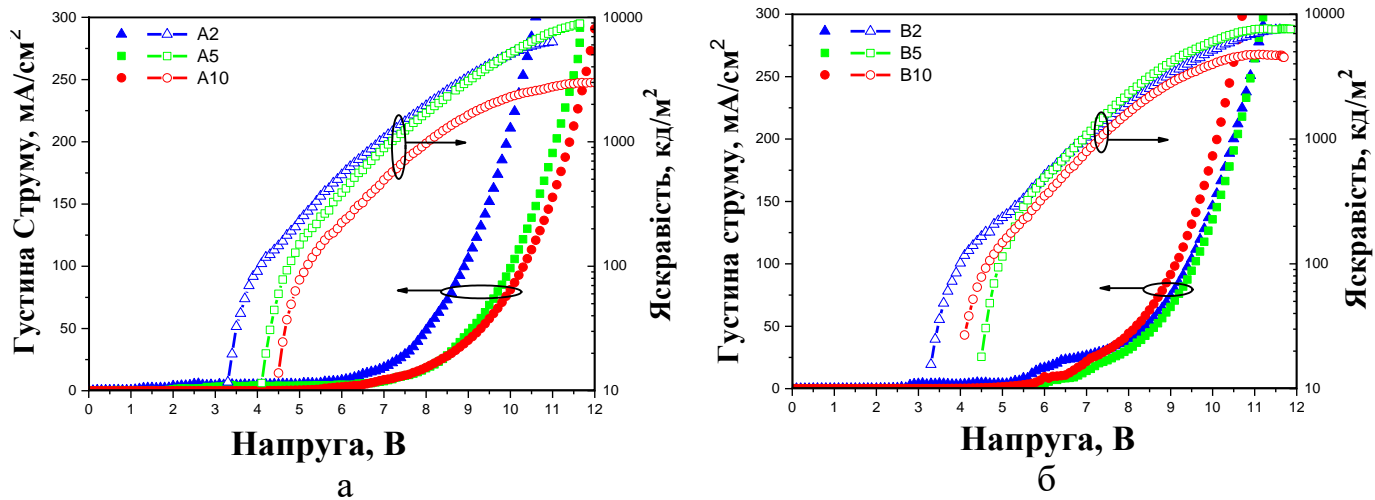 300
250
200
150
100
50
0
Густина Струму, мА/см²
A2
A5
A10
10000
1000
100
10
Яскравість, кд/м²
0 1 2 3 4 5 6 7 8 9 10 11 12
Напруга, В
а
300
250
200
150
100
50
0
Густина струму, мА/см²
B2
B5
B10
10000
1000
100
10
Яскравість, кд/м²
0 1 2 3 4 5 6 7 8 9 10 11 12
Напруга, В
б